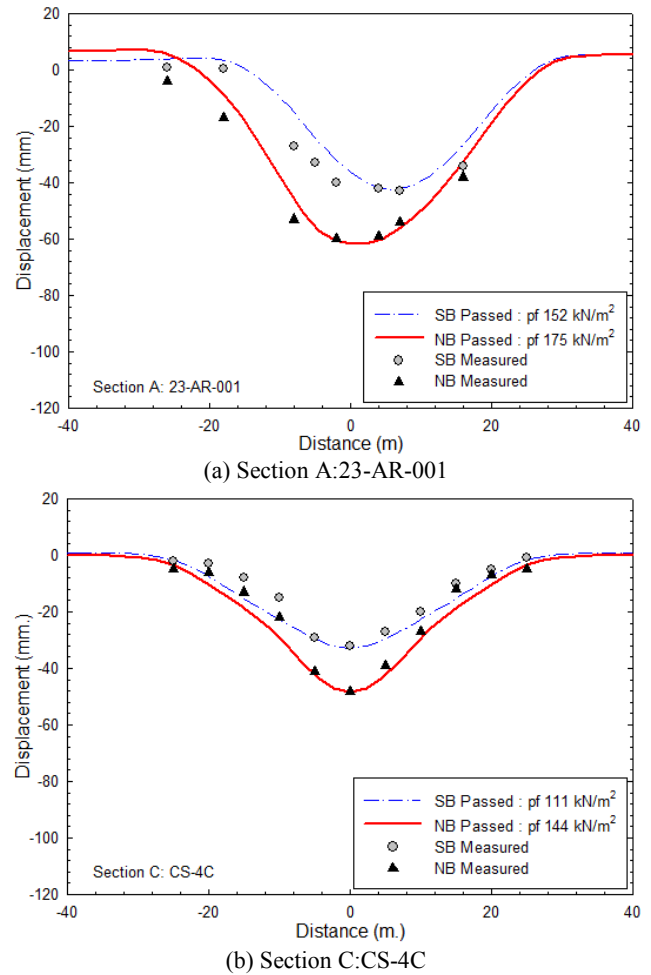 20
0
-20
-40
-60
-80
-100
-120
Displacement (mm)
SB Passed : pf 152 kN/m²
NB Passed : pf 175 kN/m²
SB Measured
NB Measured
Section A: 23-AR-001
-40 -20 0 20 40
Distance (m)
(a) Section A:23-AR-001
20
0
-20
-40
-60
-80
-100
-120
Displacement (mm.)
SB Passed : pf 111 kN/m²
NB Passed : pf 144 kN/m²
SB Measured
NB Measured
Section C: CS-4C
-40 -20 0 20 40
Distance (m.)
(b) Section C:CS-4C